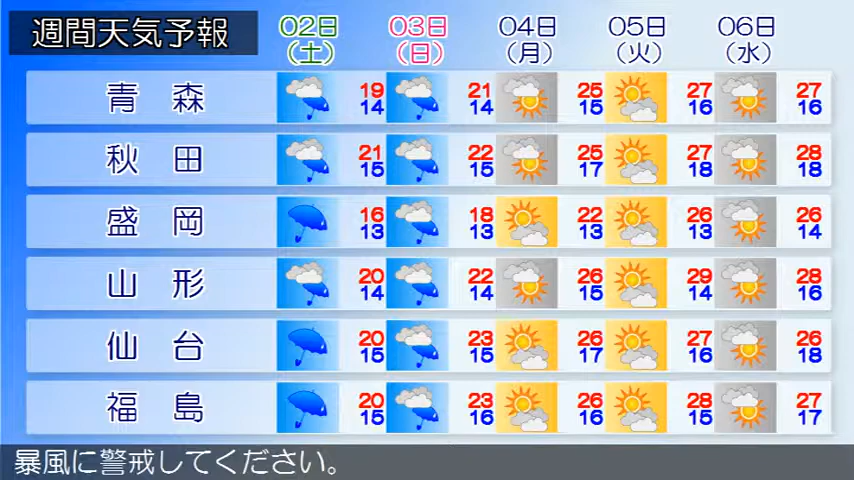 週間天気予報
02日 03日 04日 05日 06日
(土) (日) (月) (火) (水)
青 森 19 21 25 27 27
14 14 15 16 16
秋 田 21 22 25 27 28
15 15 17 18 18
盛 岡 16 18 22 26 26
13 13 13 13 14
山 形 20 22 26 29 28
14 14 15 14 16
仙 台 20 23 26 27 26
15 15 17 16 18
福 島 20 23 26 28 27
15 16 16 15 17
暴風に警戒してください。